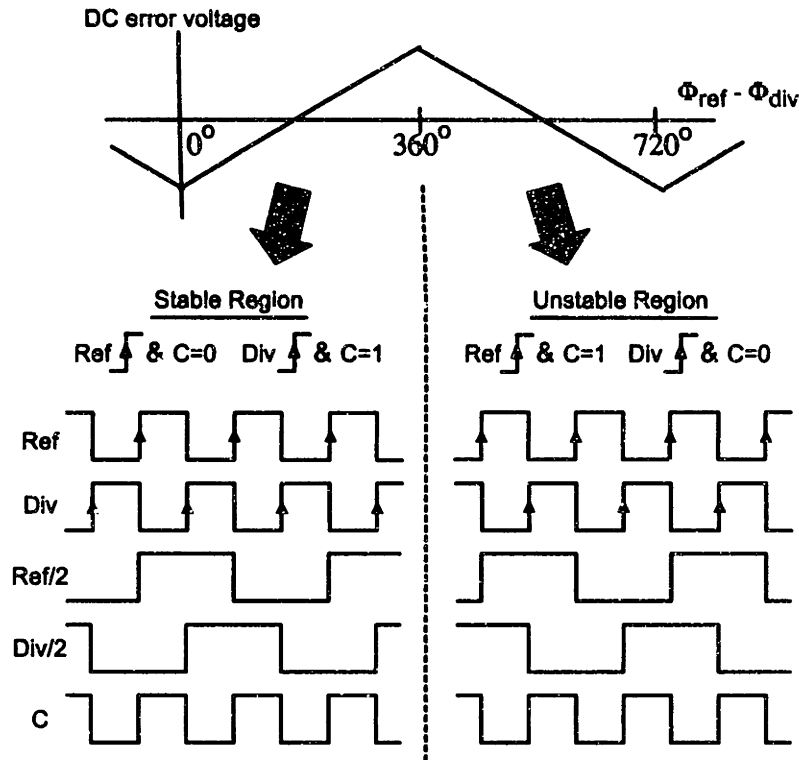 DC error voltage
Φref - Φdiv
0°
360°
720°
Stable Region
Unstable Region
Ref & C=0 Div & C=1
Ref & C=1 Div & C=0
Ref
Div
Ref/2
Div/2
C